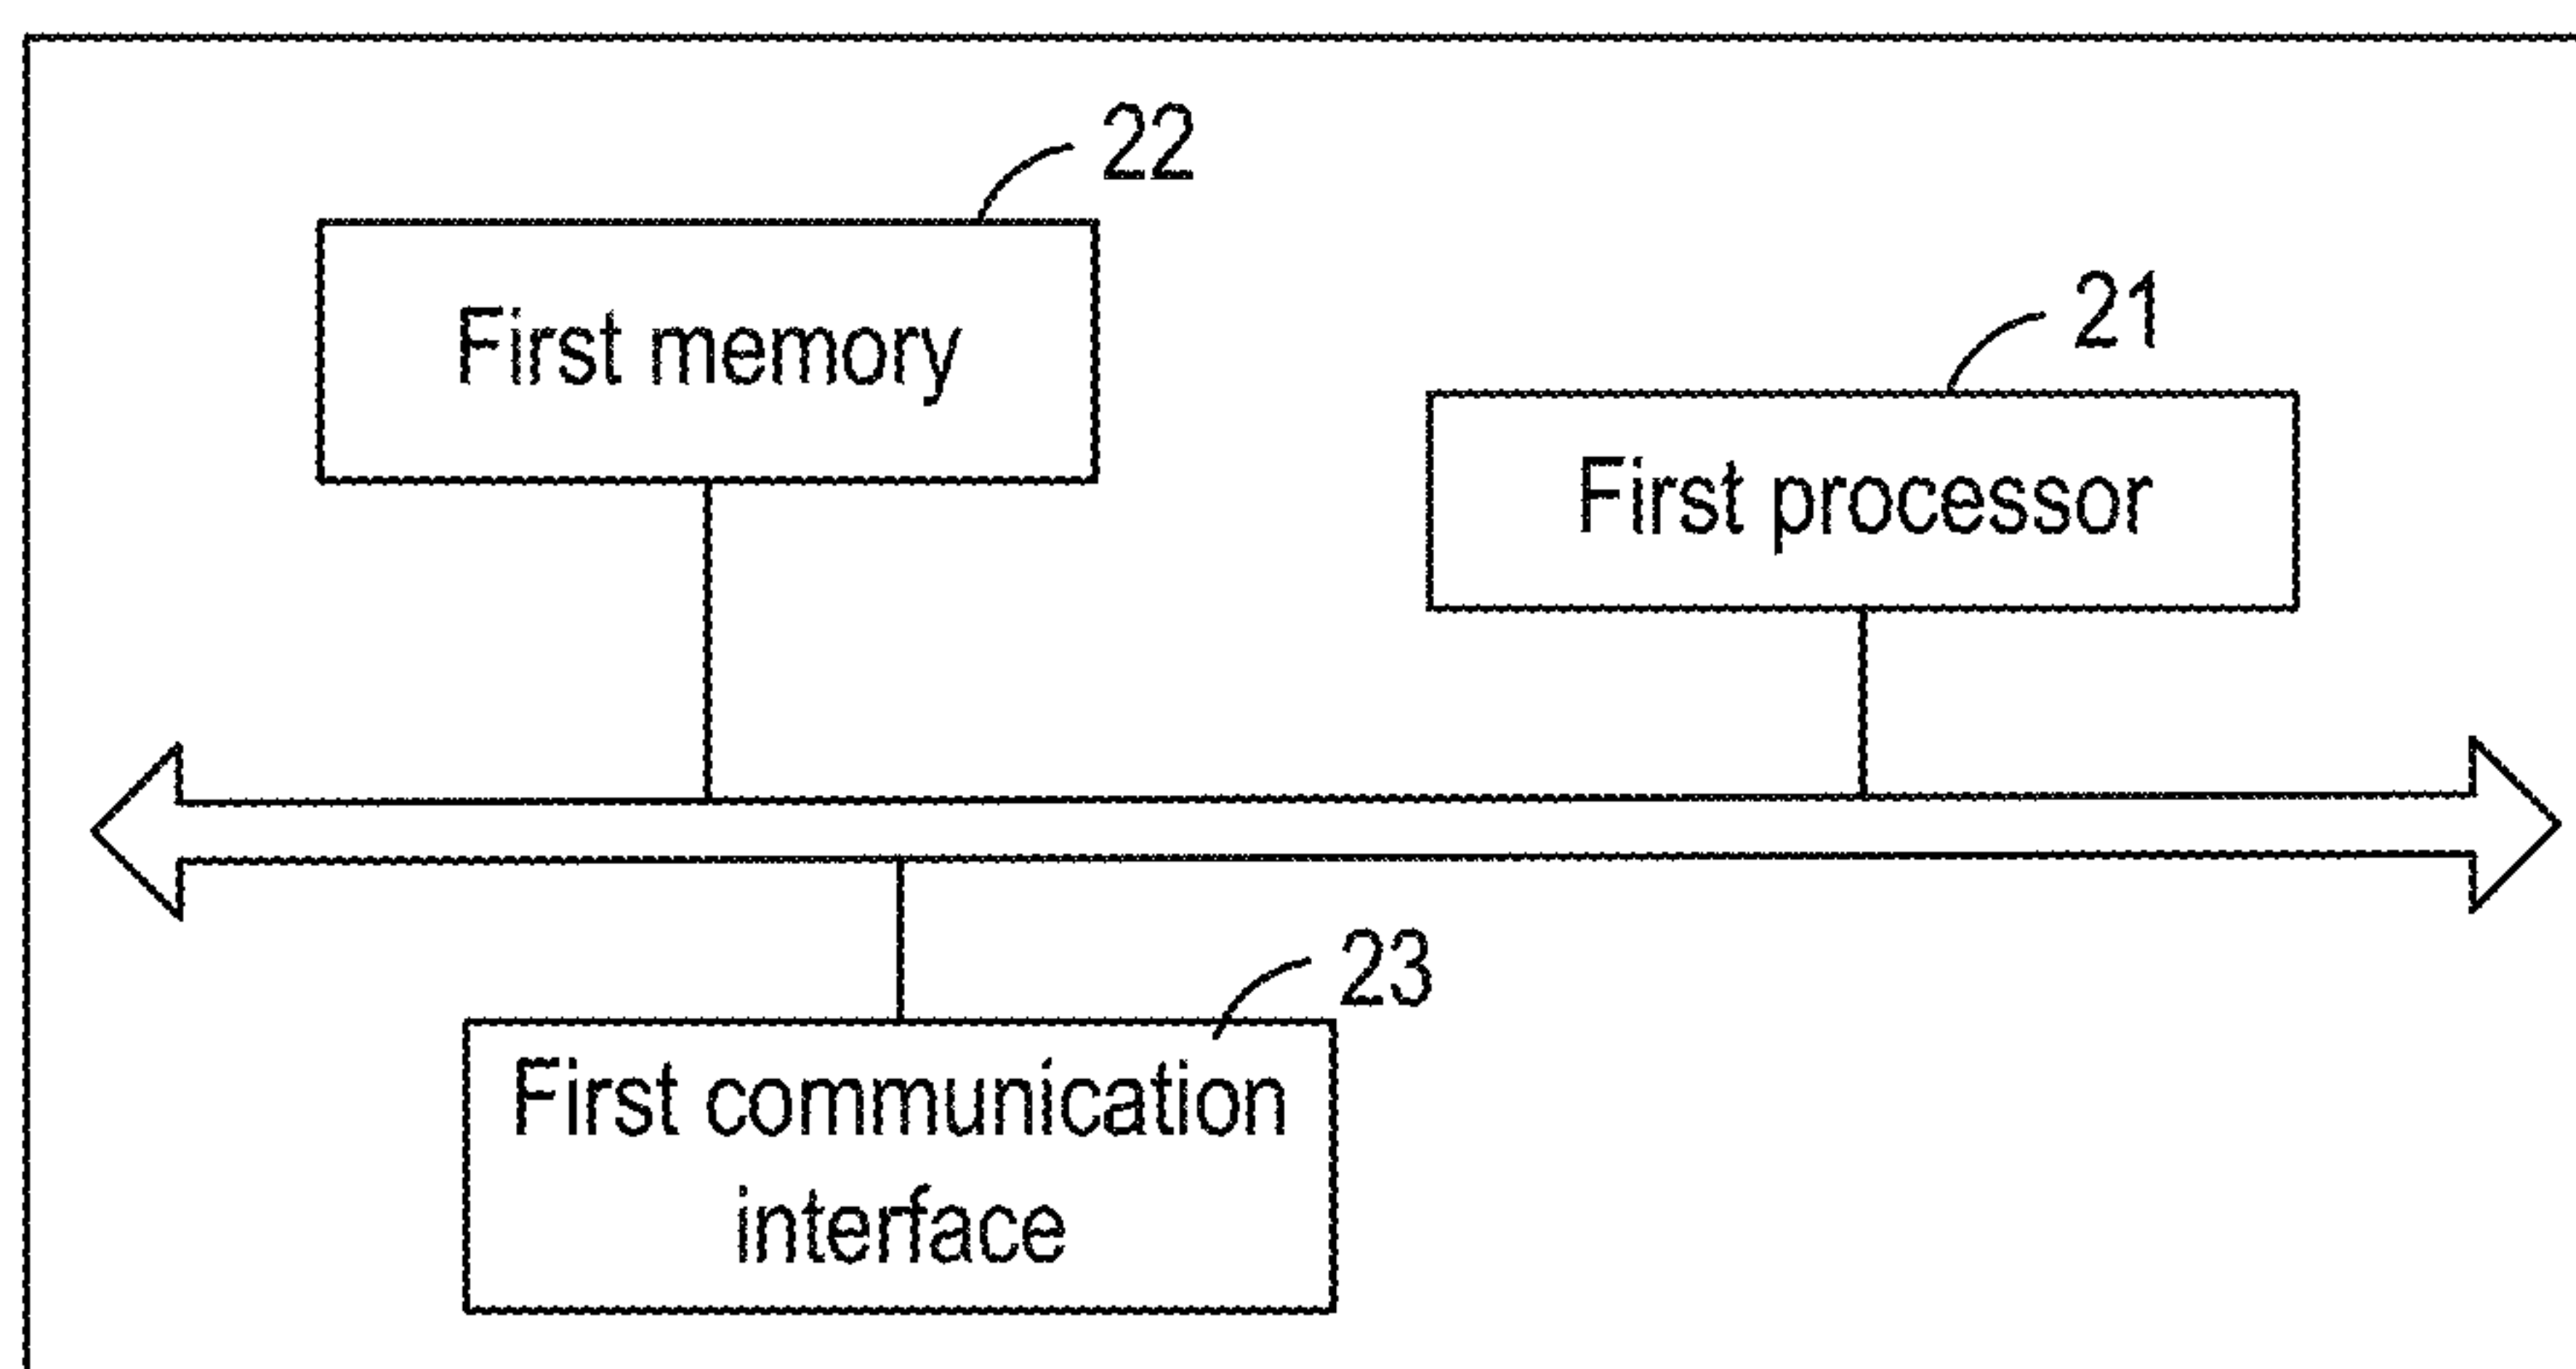 22
First memory
21
First processor
23
First communication
interface